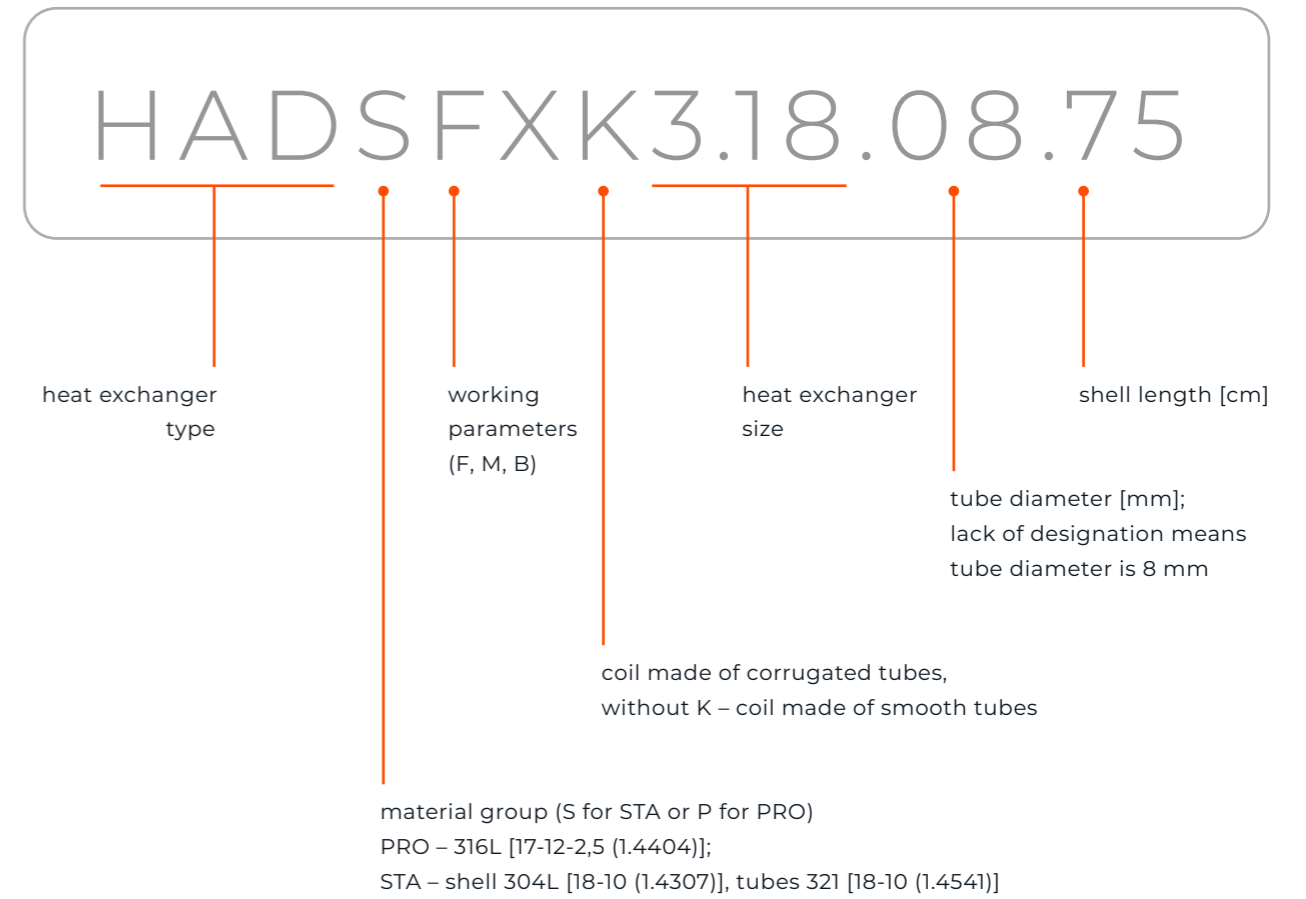 HADSFXK3.18.08.75
heat exchanger
type
working
parameters
(F, M, B)
heat exchanger
size
shell length [cm]
tube diameter [mm];
lack of designation means
tube diameter is 8 mm
coil made of corrugated tubes,
without K – coil made of smooth tubes
material group (S for STA or P for PRO)
PRO – 316L [17-12-2,5 (1.4404)];
STA – shell 304L [18-10 (1.4307)], tubes 321 [18-10 (1.4541)]